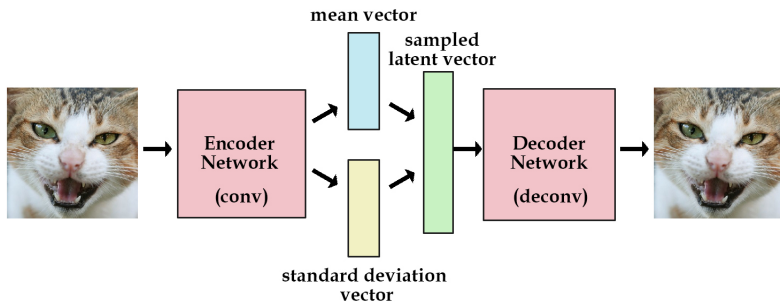 mean vector
sampled
latent vector
Encoder
Network
(conv)
Decoder
Network
(deconv)
standard deviation
vector